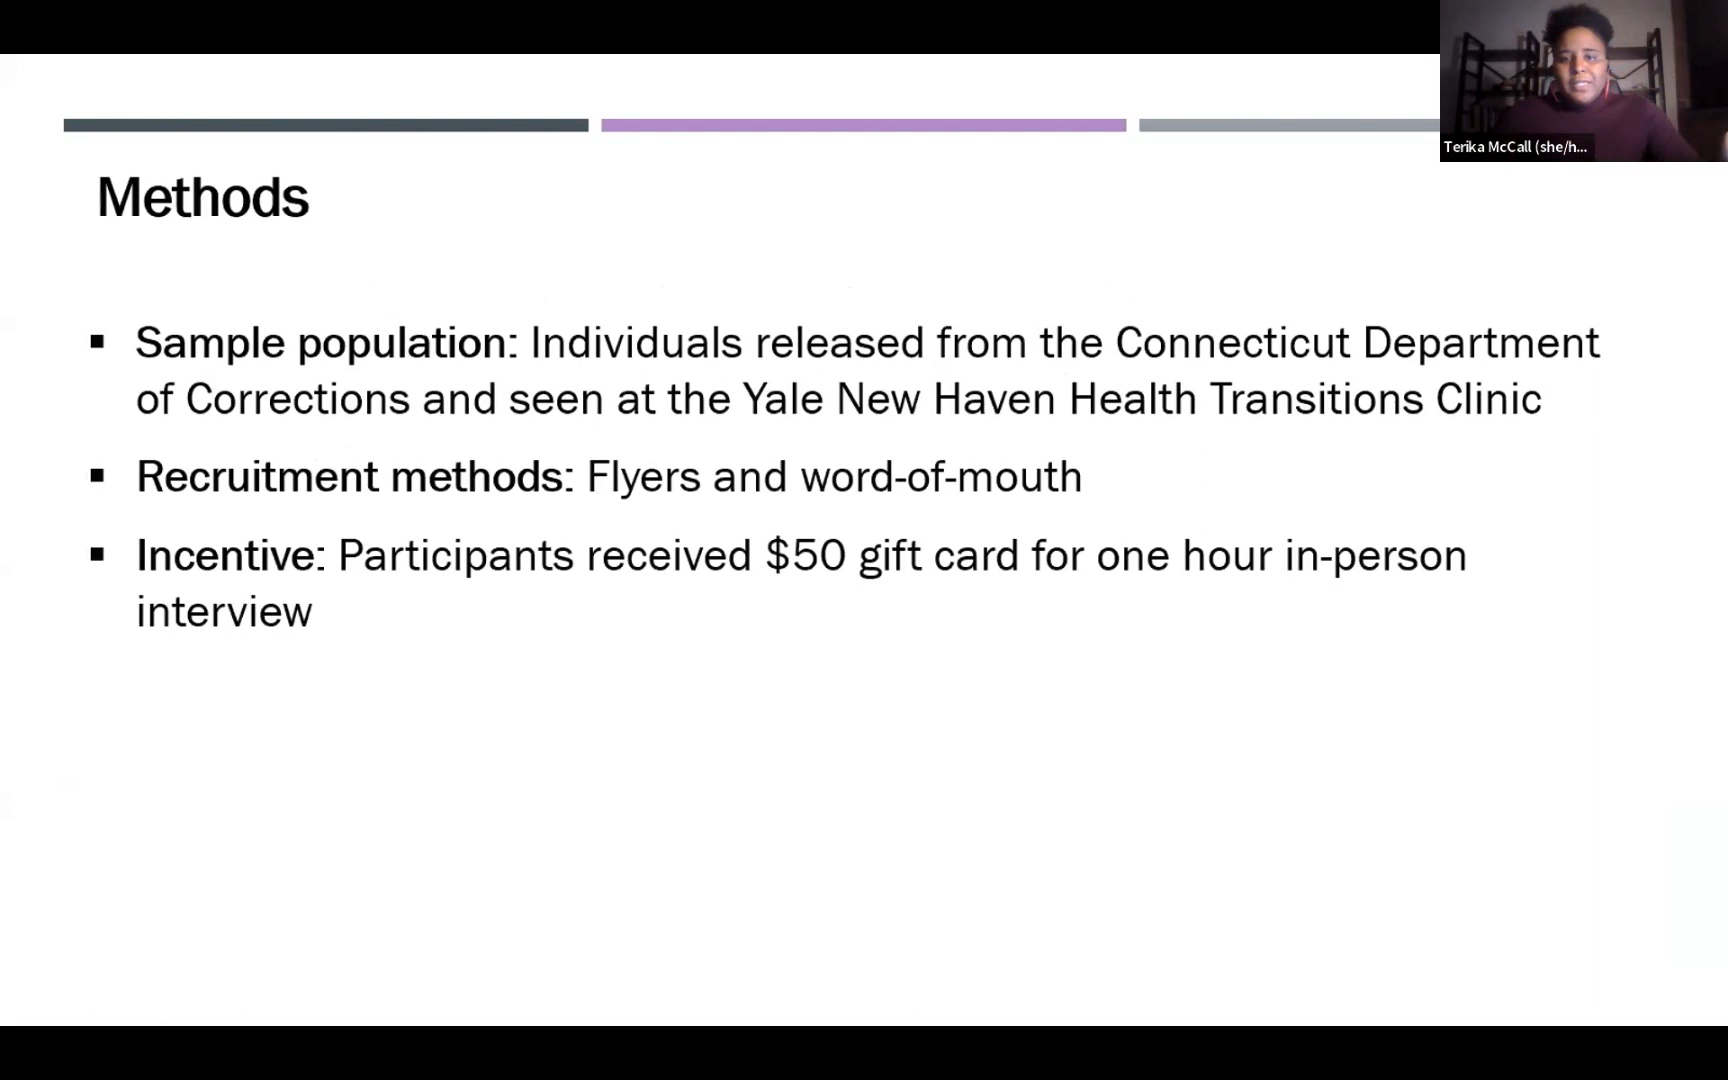 Terika McCall (she/h...
Methods
▪ Sample population: Individuals released from the Connecticut Department
of Corrections and seen at the Yale New Haven Health Transitions Clinic
▪ Recruitment methods: Flyers and word-of-mouth
▪ Incentive: Participants received $50 gift card for one hour in-person
interview